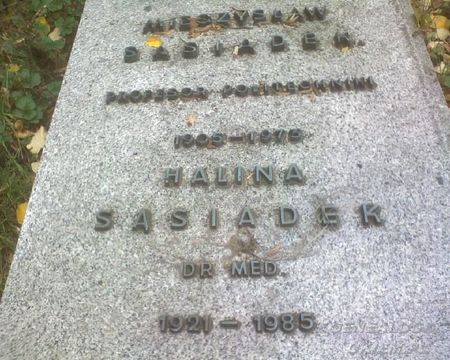 MIECZYSŁAW
SĄSIADEK
PROFESOR POLITECHNIKI
1905-1979
HALINA
SĄSIADEK
DR MED.
1921-1985